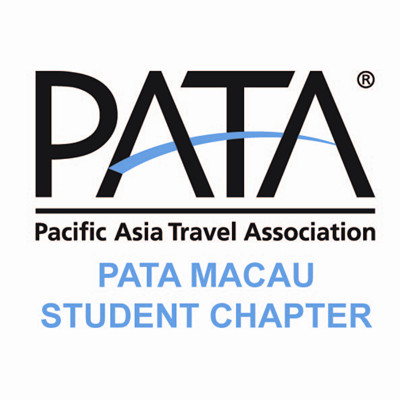 PATA®
Pacific Asia Travel Association
PATA MACAU
STUDENT CHAPTER